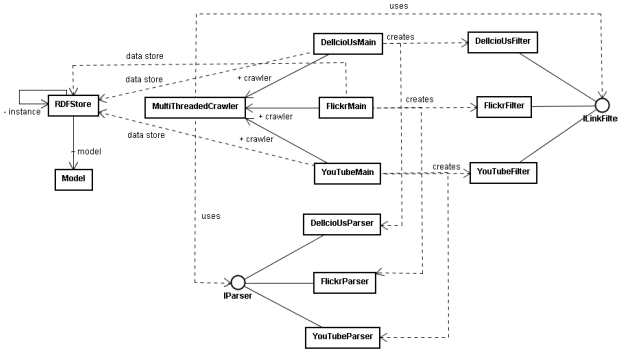 uses
DelIcioUsMain
creates
DelIcioUsFilter
data store
data store
+ crawler
RDFStore
- instance
MultiThreadedCrawler
FlickrMain
creates
FlickrFilter
ILinkFilter
+ crawler
data store
+ crawler
- model
Model
YouTubeMain
creates
YouTubeFilter
uses
DelIcioUsParser
FlickrParser
IParser
YouTubeParser